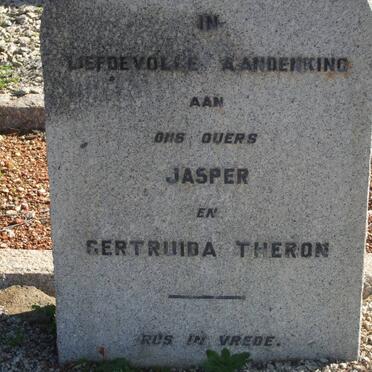 IN
LIEFDEVOLLE AANDENKING
AAN
ONS OUERS
JASPER
EN
GERTRUIDA THERON
RUS IN VREDE.